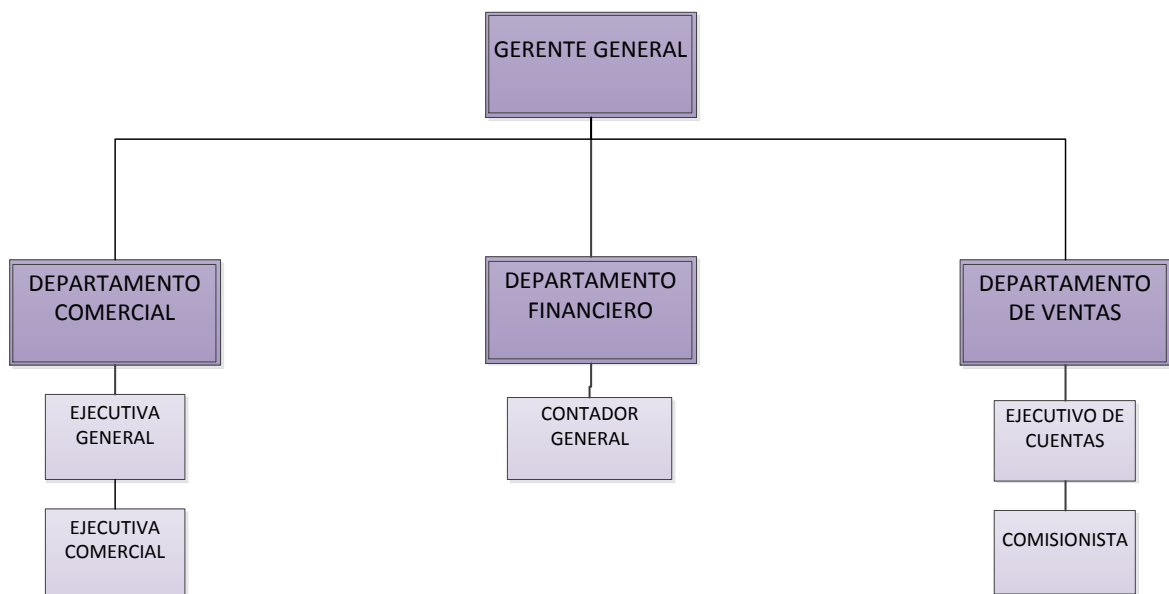 GERENTE GENERAL
DEPARTAMENTO
COMERCIAL
DEPARTAMENTO
FINANCIERO
DEPARTAMENTO
DE VENTAS
EJECUTIVA
GENERAL
CONTADOR
GENERAL
EJECUTIVO DE
CUENTAS
EJECUTIVA
COMERCIAL
COMISIONISTA